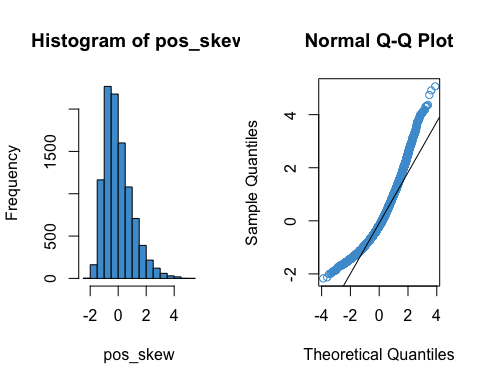 Histogram of pos_skew
Frequency
0
500
1500
-2 0 2 4
pos_skew
Normal Q-Q Plot
Sample Quantiles
-2
0
2
4
-4 -2 0 2 4
Theoretical Quantiles